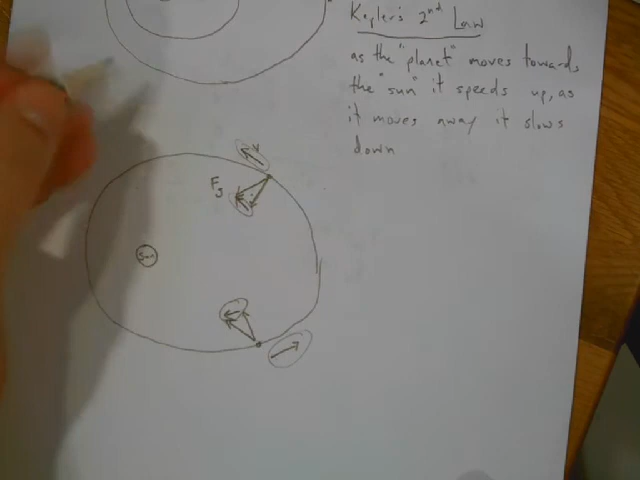 Kepler's 2nd Law
as the "planet" moves towards
the "sun" it speeds up, as
it moves away it slows
down
v
Fg
Sun